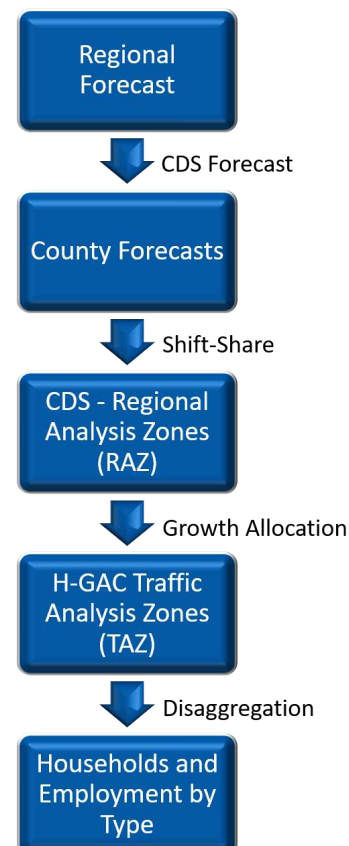 Regional
Forecast
CDS Forecast
County Forecasts
Shift-Share
CDS - Regional
Analysis Zones
(RAZ)
Growth Allocation
H-GAC Traffic
Analysis Zones
(TAZ)
Disaggregation
Households and
Employment by
Type